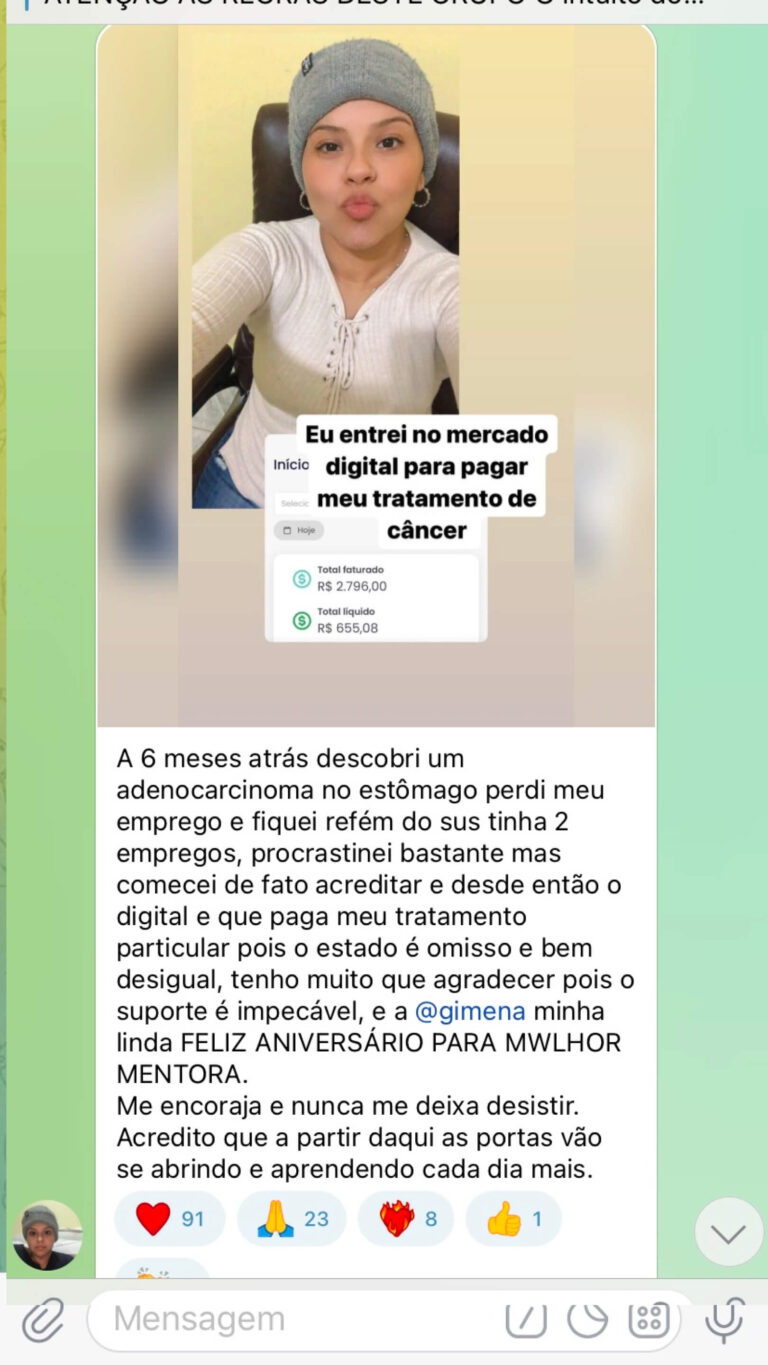 Eu entrei no mercado
Início
digital para pagar
meu tratamento de
câncer
Hoje
Total faturado
R$ 2.796,00
Total líquido
R$ 655,08
A 6 meses atrás descobri um
adenocarcinoma no estômago perdi meu
emprego e fiquei refém do sus tinha 2
empregos, procrastinei bastante mas
comecei de fato acreditar e desde então o
digital e que paga meu tratamento
particular pois o estado é omisso e bem
desigual, tenho muito que agradecer pois o
suporte é impecável, e a @gimena minha
linda FELIZ ANIVERSÁRIO PARA MWLHOR
MENTORA.
Me encoraja e nunca me deixa desistir.
Acredito que a partir daqui as portas vão
se abrindo e aprendendo cada dia mais.
91 23 8 1
Mensagem